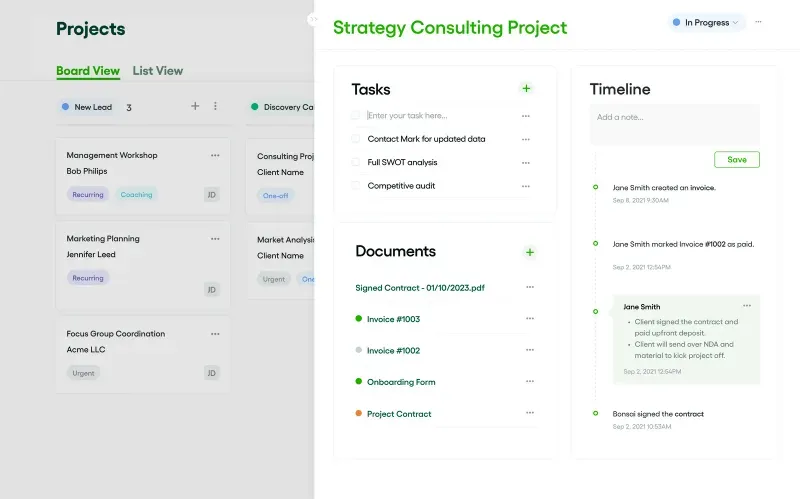 Projects
Board View
List View
New Lead
3
Discovery Ca
Management Workshop
Bob Philips
Recurring
Coaching
JD
Marketing Planning
Jennifer Leed
Recurring
JD
Focus Group Coordination
Acme LLC
Urgent
JD
Consulting Proj
Client Name
One-off
Market Analysis
Client Name
Urgent
One
Strategy Consulting Project
In Progress
Tasks
Enter your task here...
Contact Mark for updated data
Full SWOT analysis
Competitive audit
Documents
Signed Contract - 01/10/2023.pdf
Invoice #1003
Invoice #1002
Onboarding Form
Project Contract
Timeline
Add a note...
Save
Jane Smith created an invoice.
Sep 8, 2021 9:30AM
Jane Smith marked Invoice #1002 as paid.
Sep 2, 2021 12:54PM
Jane Smith
• Client signed the contract and
paid upfront deposit.
• Client will send over NDA and
material to kick project off.
Sep 2, 2021 12:54PM
Bonsai signed the contract
Sep 2, 2021 10:53AM